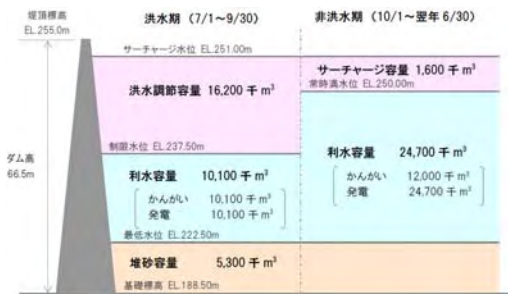 堤頂標高
EL.255.0m
洪水期（7/1～9/30）
非洪水期（10/1～翌年 6/30）
サーチャージ水位 EL.251.00m
洪水調節容量 16,200 千 m³
サーチャージ容量 1,600 千 m³
常時満水位 EL.250.00m
制限水位 EL.237.50m
ダム高
66.5m
利水容量 10,100 千 m³
かんがい 10,100 千 m³
発電 10,100 千 m³
利水容量 24,700 千 m³
かんがい 12,000 千 m³
発電 24,700 千 m³
最低水位 EL.222.50m
堆砂容量 5,300 千 m³
基礎標高 EL.188.50m